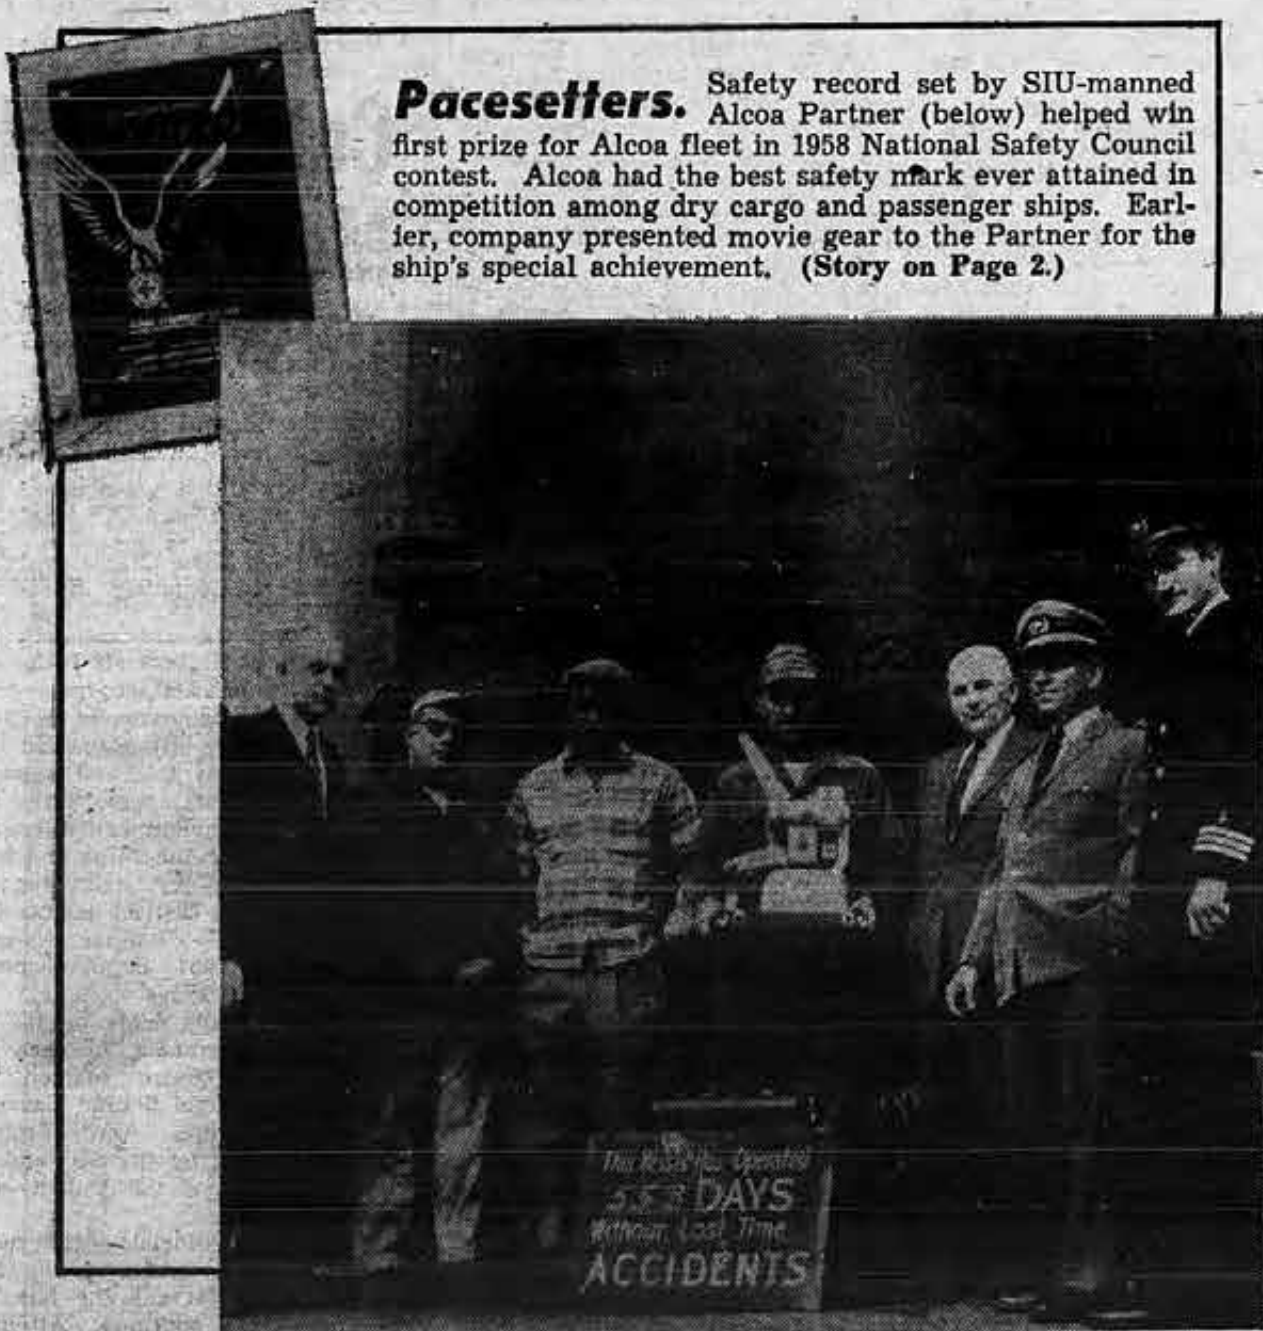 Pacesetters. Safety record set by SIU-manned
Alcoa Partner (below) helped win
first prize for Alcoa fleet in 1958 National Safety Council
contest. Alcoa had the best safety mark ever attained in
competition among dry cargo and passenger ships. Earl-
ier, company presented movie gear to the Partner for the
ship's special achievement. (Story on Page 2.)
This Vessel Has Operated
DAYS
Without Lost Time
ACCIDENTS